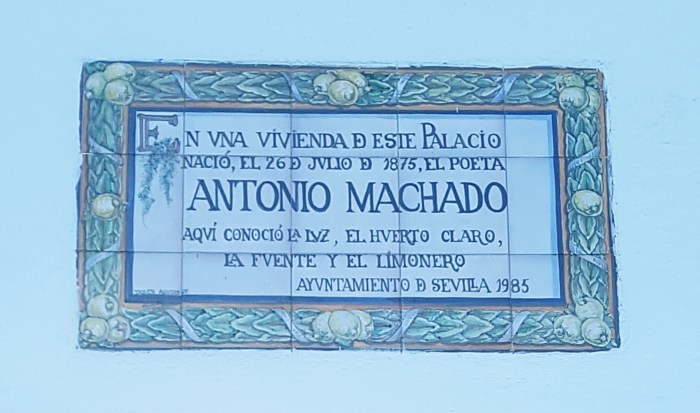 EN VNA VIVIENDA D ESTE PALACIO
NACIÓ, EL 26 D JVLIO D 1875, EL POETA
ANTONIO MACHADO
AQVÍ CONOCIÓ LA LVZ, EL HVERTO CLARO,
LA FVENTE Y EL LIMONERO
AYVNTAMIENTO D SEVILLA 1985